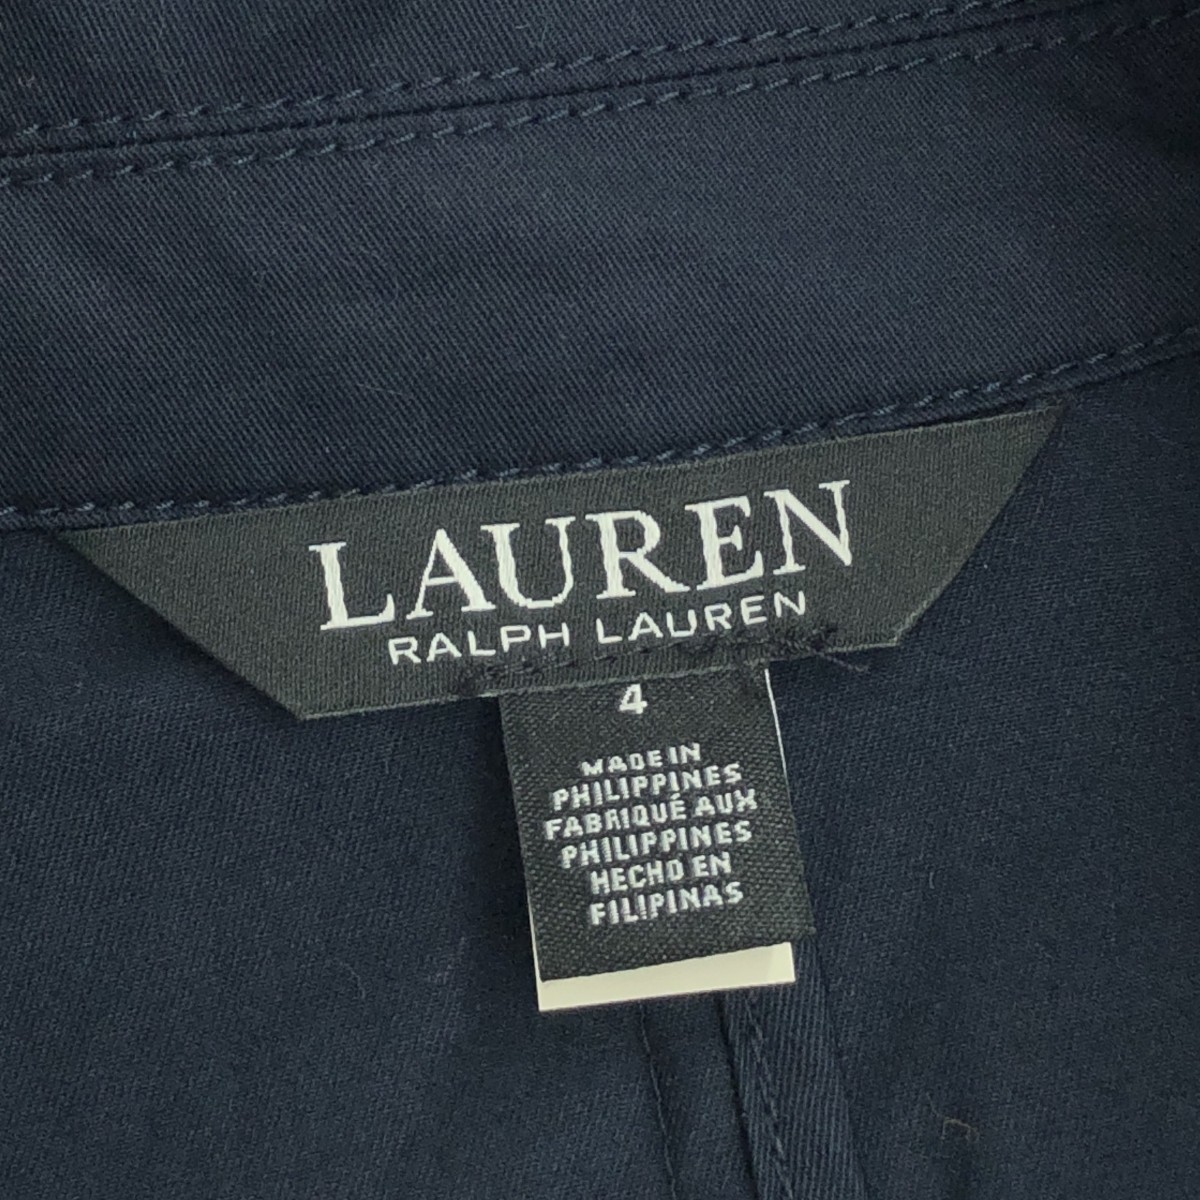 LAUREN
RALPH LAUREN
4
MADE IN
PHILIPPINES
FABRIQUÉ AUX
PHILIPPINES
HECHO EN
FILIPINAS